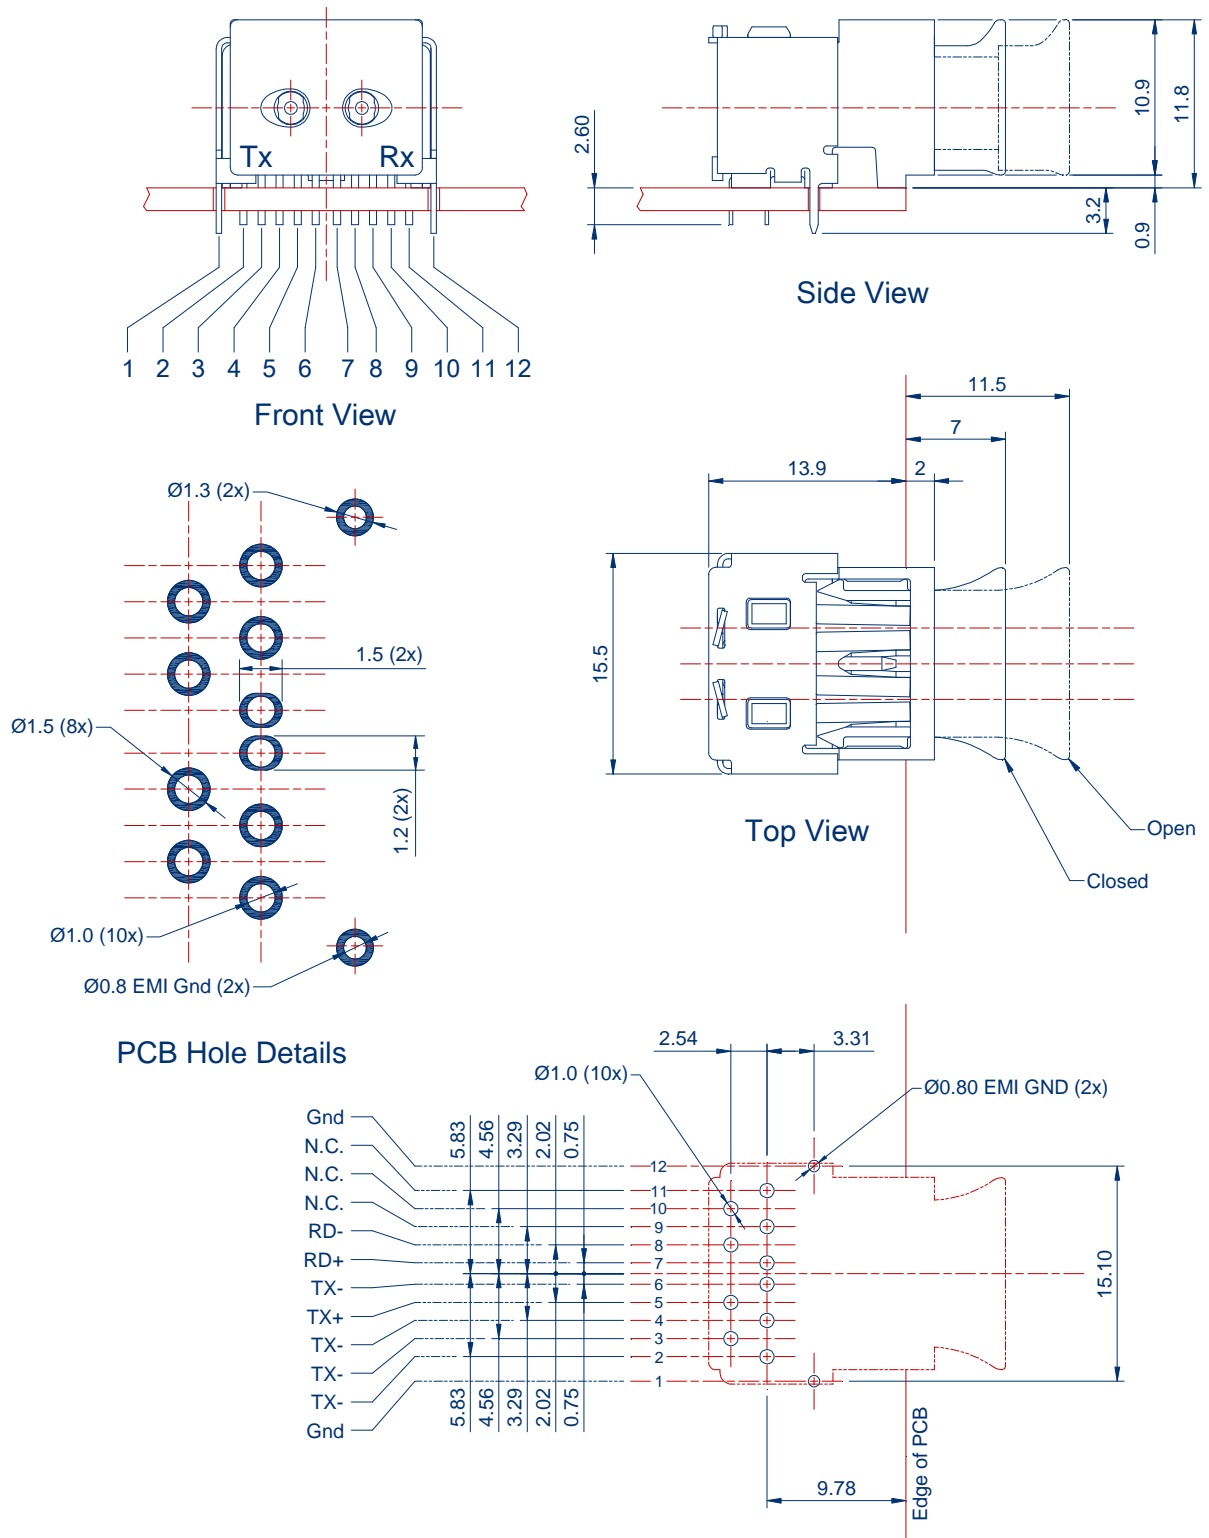 Tx Rx
1 2 3 4 5 6 7 8 9 10 11 12
Front View
2.60
10.9
11.8
3.2
0.9
Side View
11.5
7
13.9
2
15.5
Top View
Open
Closed
Ø1.3 (2x)
1.5 (2x)
Ø1.5 (8x)
1.2 (2x)
Ø1.0 (10x)
Ø0.8 EMI Gnd (2x)
PCB Hole Details
2.54
3.31
Ø1.0 (10x)
Ø0.80 EMI GND (2x)
Gnd
N.C.
N.C.
N.C.
RD-
RD+
TX-
TX+
TX-
TX-
TX-
Gnd
5.83
4.56
3.29
2.02
0.75
12
11
10
9
8
7
6
5
4
3
2
1
5.83
4.56
3.29
2.02
0.75
15.10
Edge of PCB
9.78